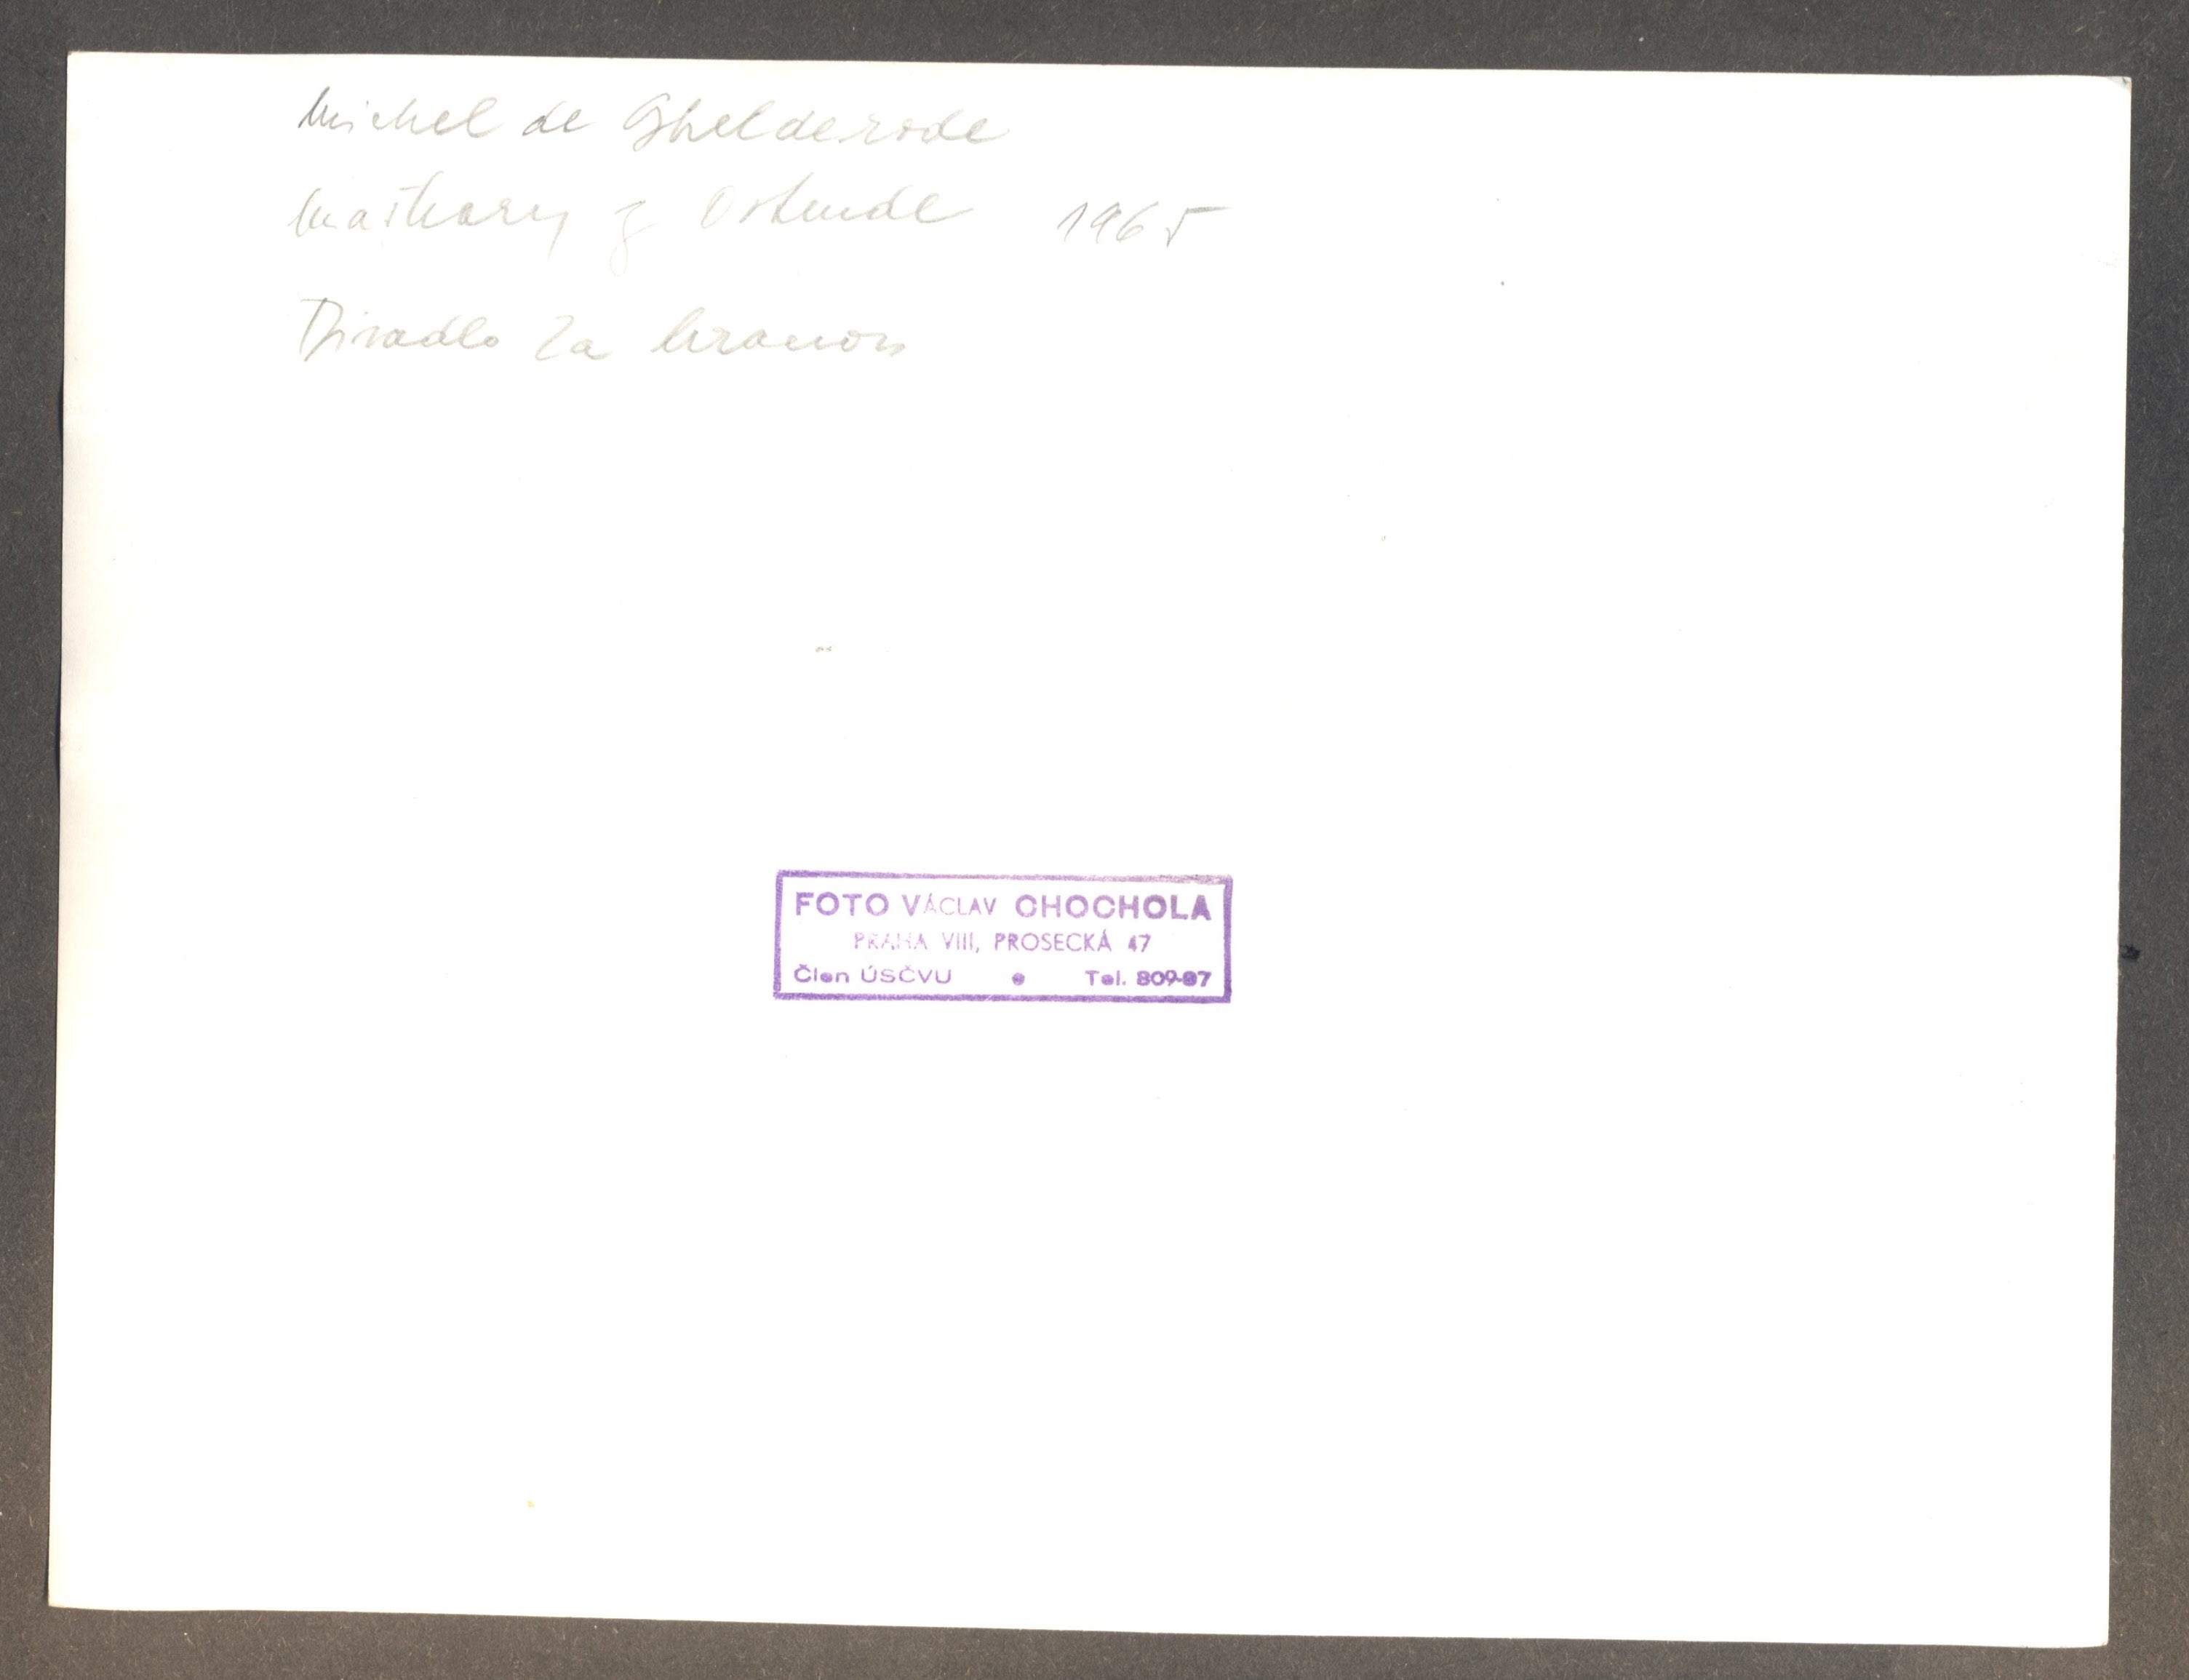 Michel de Ghelderode
Maškary z Ostende 1965
Divadlo Za branou
FOTO VÁCLAV CHOCHOLA
PRAHA VIII, PROSECKÁ 47
Člen ÚSČVU • Tel. 809-97